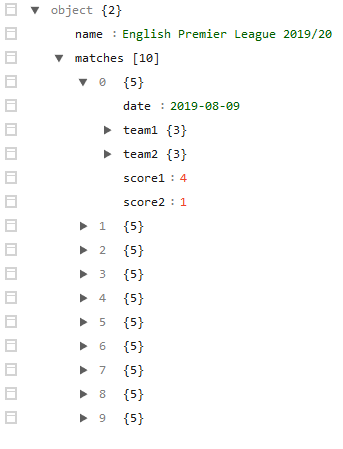 object {2}
name : English Premier League 2019/20
matches [10]
0 {5}
date : 2019-08-09
team1 {3}
team2 {3}
score1 : 4
score2 : 1
1 {5}
2 {5}
3 {5}
4 {5}
5 {5}
6 {5}
7 {5}
8 {5}
9 {5}